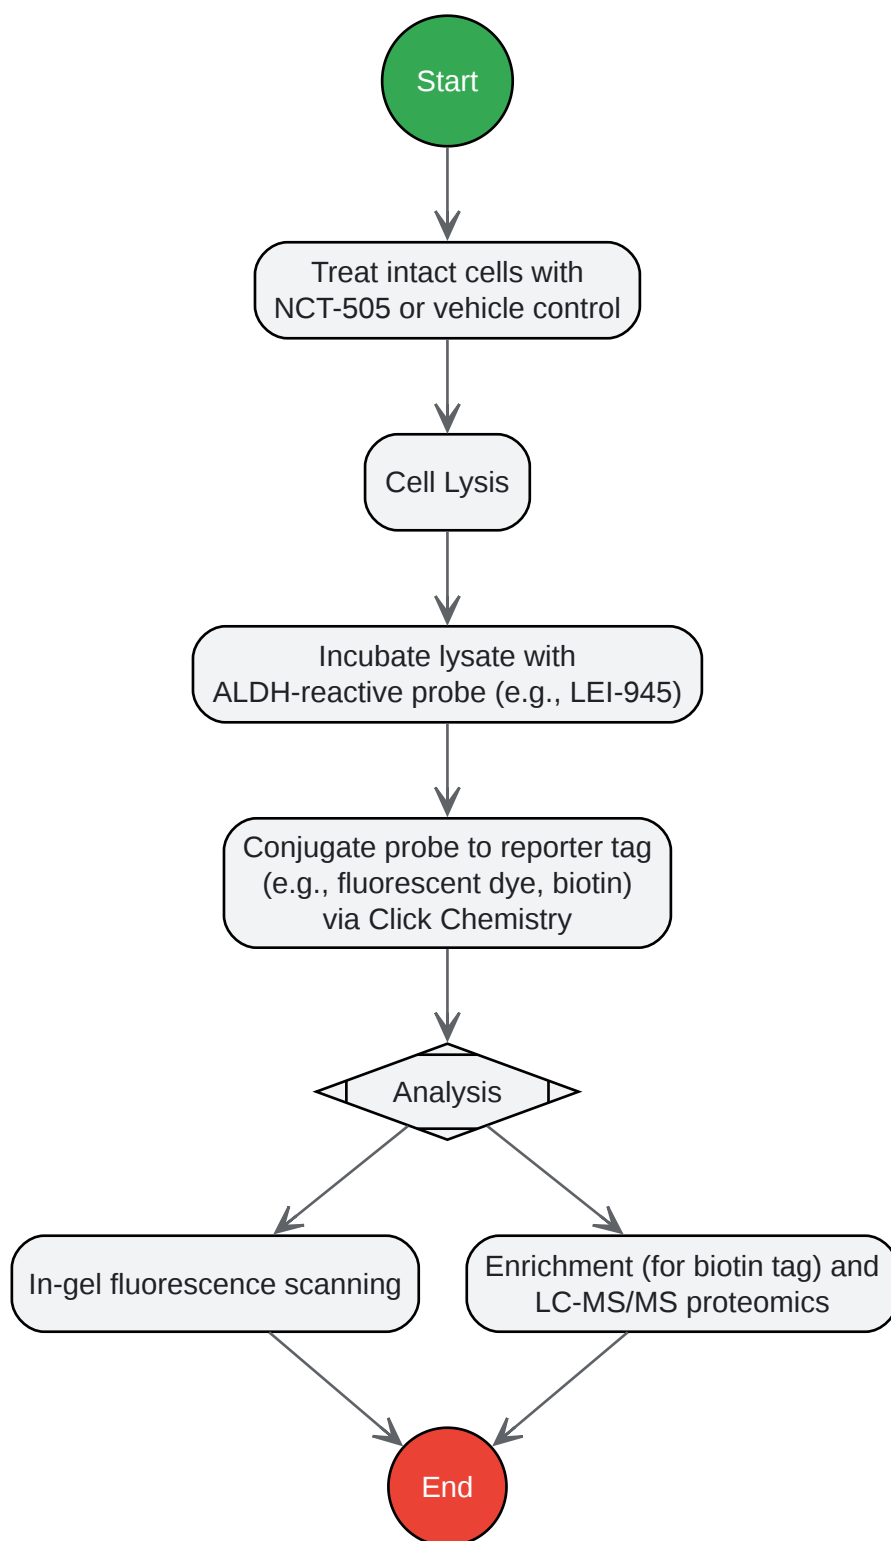 Start
Treat intact cells with
NCT-505 or vehicle control
Cell Lysis
Incubate lysate with
ALDH-reactive probe (e.g., LEI-945)
Conjugate probe to reporter tag
(e.g., fluorescent dye, biotin)
via Click Chemistry
Analysis
In-gel fluorescence scanning
Enrichment (for biotin tag) and
LC-MS/MS proteomics
End